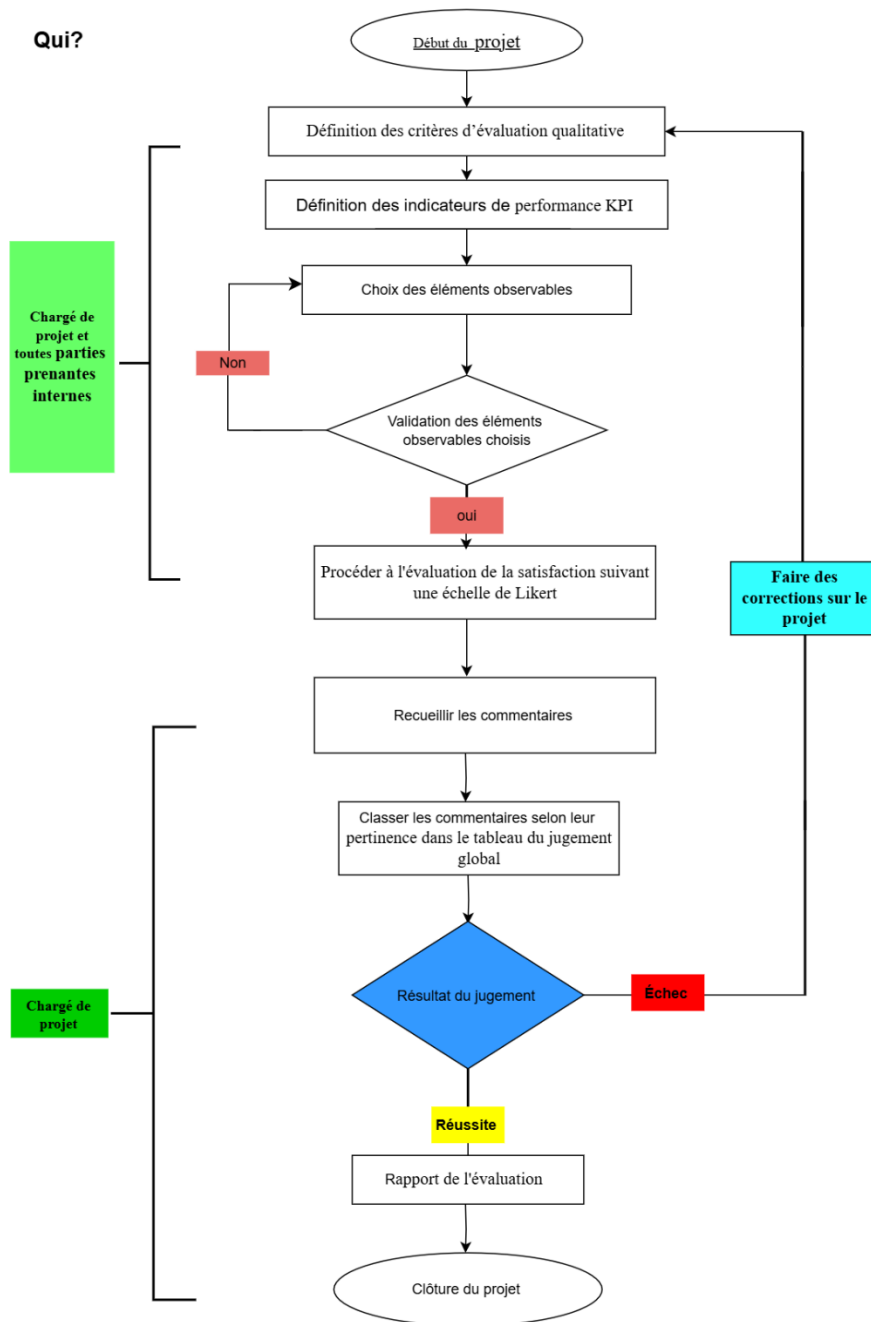 Qui?
Début du projet
Définition des critères d'évaluation qualitative
Définition des indicateurs de performance KPI
Choix des éléments observables
Chargé de
projet et
toutes parties
prenantes
internes
Non
Validation des éléments
observables choisis
oui
Procéder à l'évaluation de la satisfaction suivant
une échelle de Likert
Faire des
corrections sur le
projet
Recueillir les commentaires
Classer les commentaires selon leur
pertinence dans le tableau du jugement
global
Résultat du jugement
Échec
Chargé de
projet
Réussite
Rapport de l'évaluation
Clôture du projet